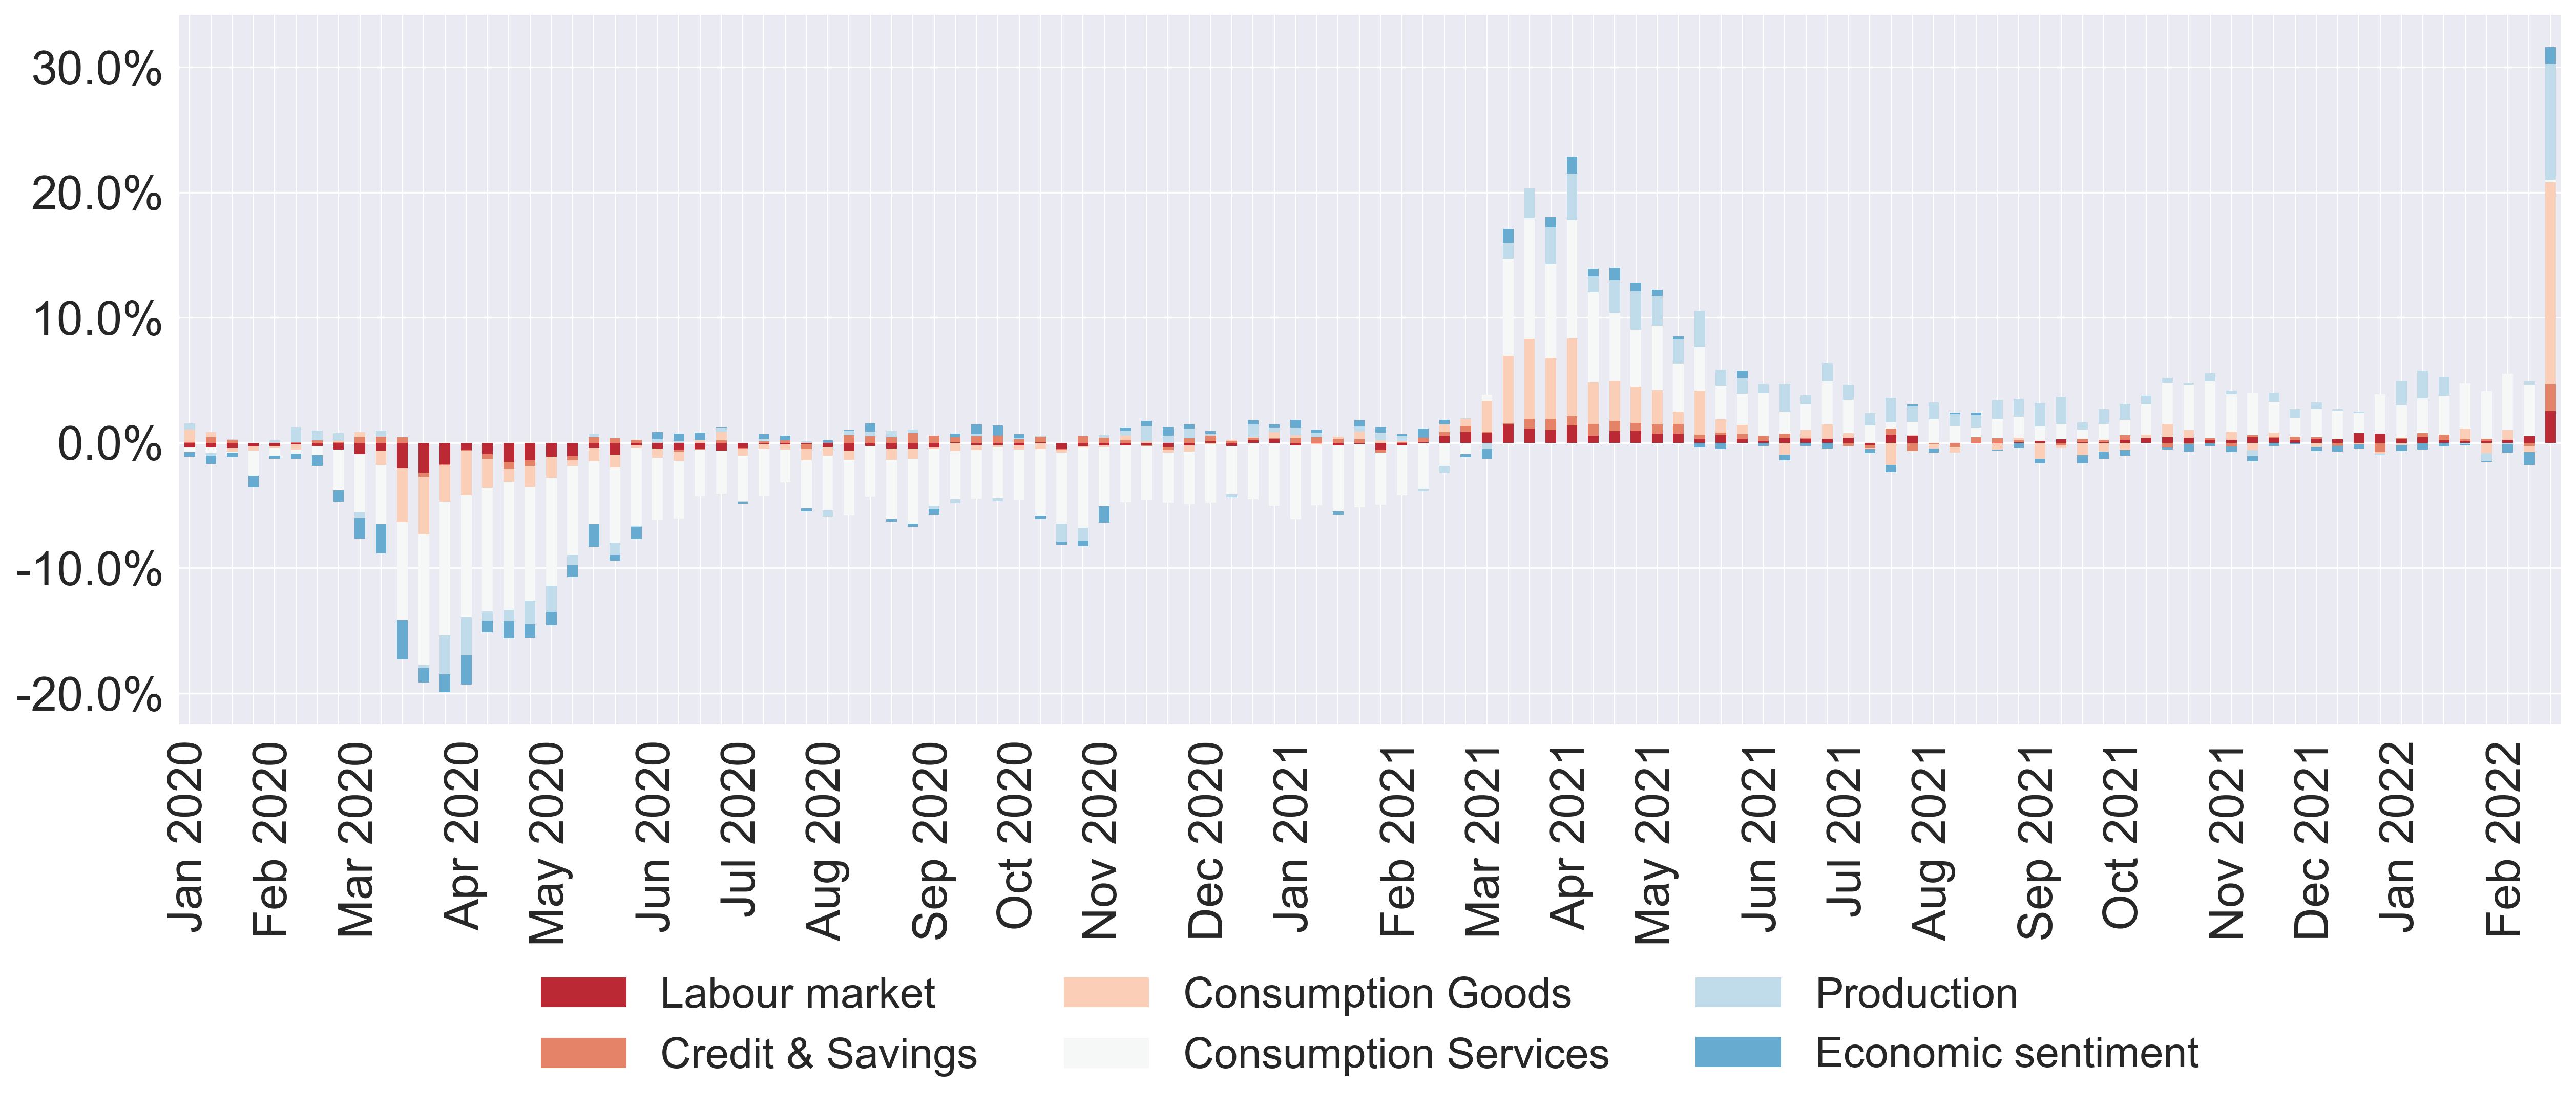 30.0%
20.0%
10.0%
0.0%
-10.0%
-20.0%
Jan 2020
Feb 2020
Mar 2020
Apr 2020
May 2020
Jun 2020
Jul 2020
Aug 2020
Sep 2020
Oct 2020
Nov 2020
Dec 2020
Jan 2021
Feb 2021
Mar 2021
Apr 2021
May 2021
Jun 2021
Jul 2021
Aug 2021
Sep 2021
Oct 2021
Nov 2021
Dec 2021
Jan 2022
Feb 2022
Labour market
Credit & Savings
Consumption Goods
Consumption Services
Production
Economic sentiment